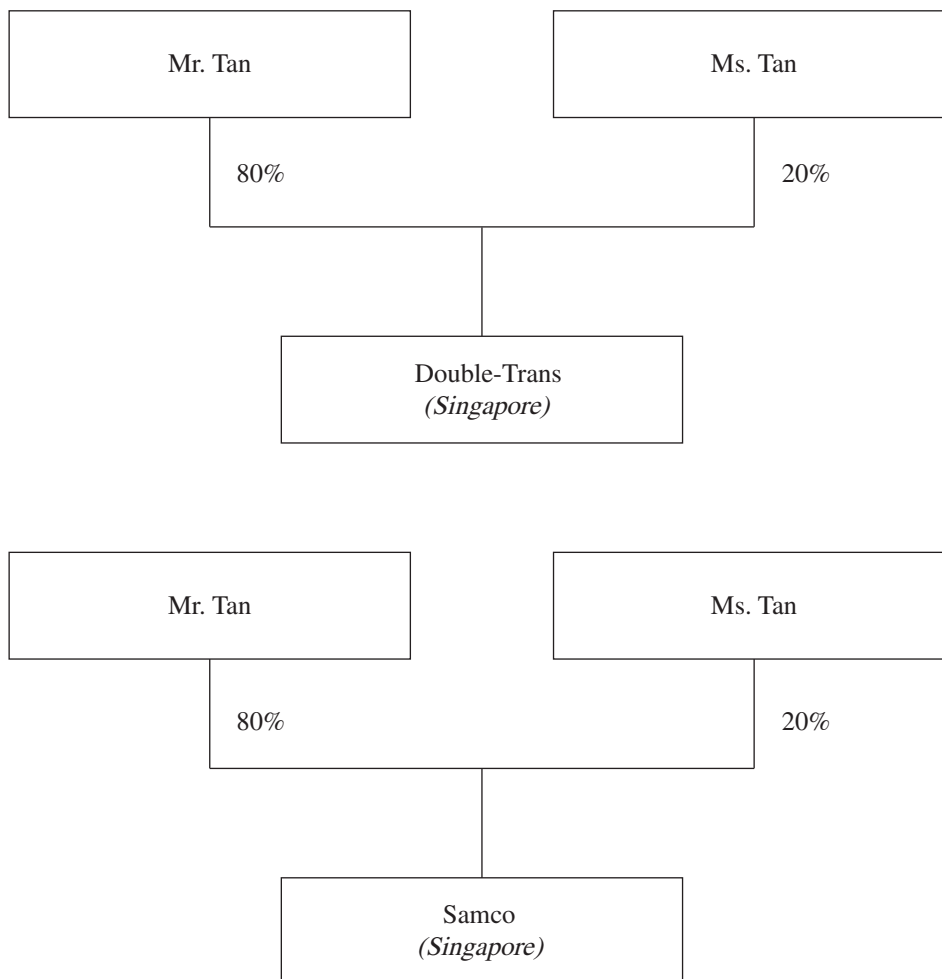 Mr. Tan
Ms. Tan
80%
20%
Double-Trans
(Singapore)
Mr. Tan
Ms. Tan
80%
20%
Samco
(Singapore)